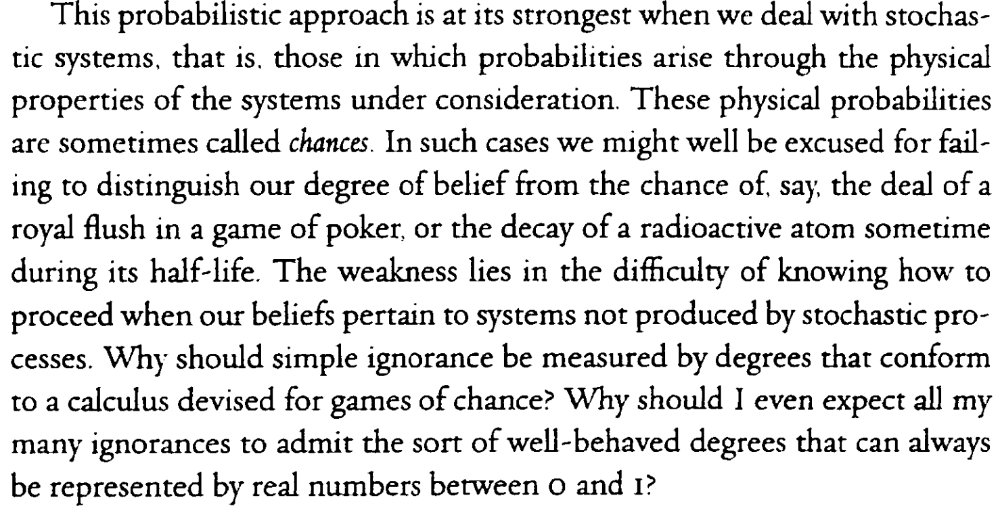 This probabilistic approach is at its strongest when we deal with stochas-
tic systems, that is, those in which probabilities arise through the physical
properties of the systems under consideration. These physical probabilities
are sometimes called chances. In such cases we might well be excused for fail-
ing to distinguish our degree of belief from the chance of, say, the deal of a
royal flush in a game of poker, or the decay of a radioactive atom sometime
during its half-life. The weakness lies in the difficulty of knowing how to
proceed when our beliefs pertain to systems not produced by stochastic pro-
cesses. Why should simple ignorance be measured by degrees that conform
to a calculus devised for games of chance? Why should I even expect all my
many ignorances to admit the sort of well-behaved degrees that can always
be represented by real numbers between 0 and 1?